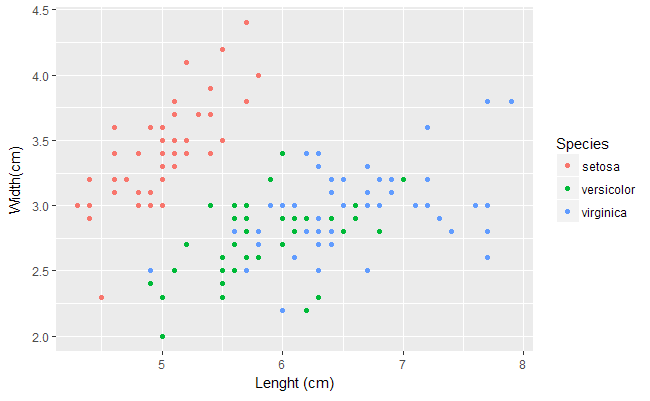 4.5
4.0
3.5
3.0
2.5
2.0
Width(cm)
5
6
7
8
Lenght (cm)
Species
setosa
versicolor
virginica